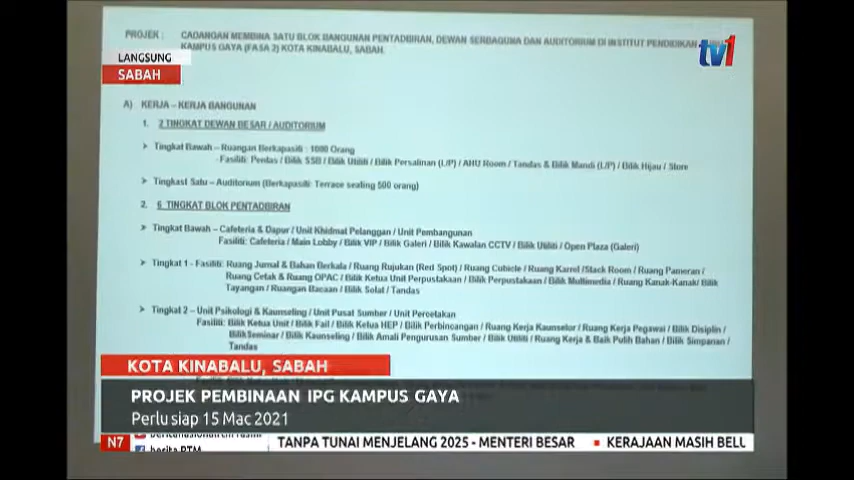 PROJEK : CADANGAN MEMBINA SATU BLOK BANGUNAN PENTADBIRAN, DEWAN SERBAGUNA DAN AUDITORIUM DI INSTITUT PENDIDIKAN
KAMPUS GAYA (FASA 2) KOTA KINABALU, SABAH.
tv1
LANGSUNG
SABAH
A) KERJA – KERJA BANGUNAN
1. 2 TINGKAT DEWAN BESAR / AUDITORIUM
➤ Tingkat Bawah – Ruangan Berkapasiti : 1000 Orang
- Fasiliti : Pentas / Bilik SSB / Bilik Utiliti / Bilik Persalinan (L/P) / AHU Room / Tandas & Bilik Mandi (L/P) / Bilik Hijau / Store
➤ Tingkast Satu – Auditorium (Berkapasiti: Terrace seating 500 orang)
2. 5 TINGKAT BLOK PENTADBIRAN
➤ Tingkat Bawah – Cafeteria & Dapur / Unit Khidmat Pelanggan / Unit Pembangunan
Fasiliti: Cafeteria / Main Lobby / Bilik VIP / Bilik Galeri / Bilik Kawalan CCTV / Bilik Utiliti / Open Plaza (Galeri)
➤ Tingkat 1 - Fasiliti: Ruang Jurnal & Bahan Berkala / Ruang Rujukan (Red Spot) / Ruang Cubicle / Ruang Karrel /Stack Room / Ruang Pameran /
Ruang Cetak & Ruang OPAC / Bilik Ketua Unit Perpustakaan / Bilik Perpustakaan / Bilik Multimedia / Ruang Kanak-Kanak/ Bilik
Tayangan / Ruangan Bacaan / Bilik Solat / Tandas
➤ Tingkat 2 – Unit Psikologi & Kaunseling / Unit Pusat Sumber / Unit Percetakan
Fasiliti: Bilik Ketua Unit / Bilik Fail / Bilik Ketua HEP / Bilik Perbincangan / Ruang Kerja Kaunselor / Ruang Kerja Pegawai / Bilik Disiplin /
Bilik Seminar / Bilik Kaunseling / Bilik Amali Pengurusan Sumber / Bilik Utiliti / Ruang Kerja & Baik Pulih Bahan / Bilik Simpanan /
Tandas
KOTA KINABALU, SABAH
PROJEK PEMBINAAN IPG KAMPUS GAYA
Perlu siap 15 Mac 2021
N7 berita RTM TANPA TUNAI MENJELANG 2025 - MENTERI BESAR ▪ KERAJAAN MASIH BELU